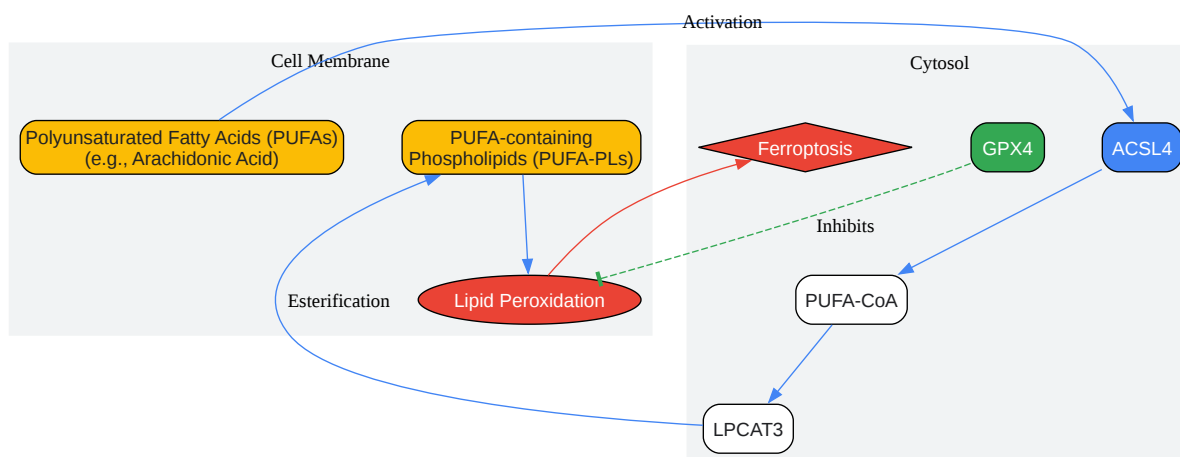 Activation
Cell Membrane
Cytosol
Polyunsaturated Fatty Acids (PUFAs)
(e.g., Arachidonic Acid)
PUFA-containing
Phospholipids (PUFA-PLs)
Ferroptosis
GPX4
ACSL4
Inhibits
Esterification
Lipid Peroxidation
PUFA-CoA
LPCAT3